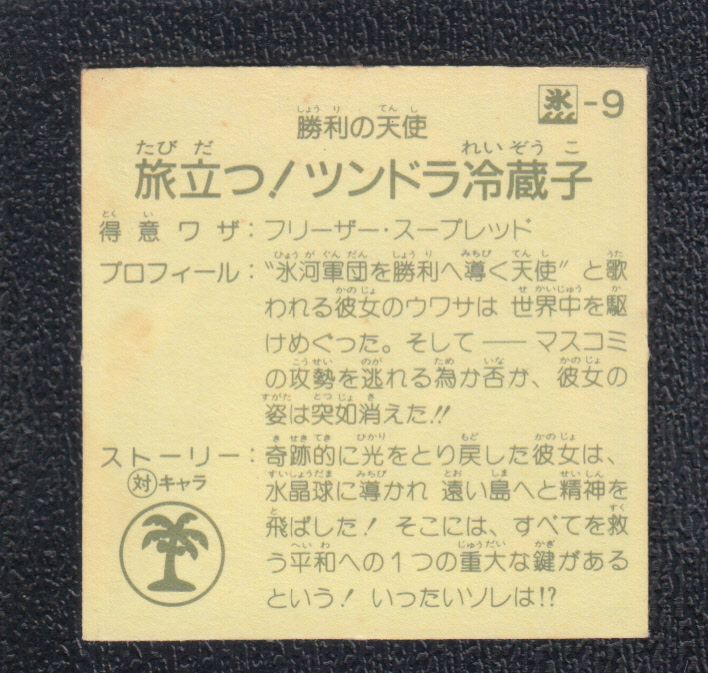 氷-9
勝利の天使
旅立つ!ツンドラ冷蔵子
得意ワザ:フリーザー・スープレッド
プロフィール:"氷河軍団を勝利へ導く天使"と歌
われる彼女のウワサは 世界中を駆
けめぐった。そして── マスコミ
の攻勢を逃れる為か否か、彼女の
姿は突如消えた!!
ストーリー:奇跡的に光をとり戻した彼女は、
対キャラ 水晶球に導かれ 遠い島へと精神を
飛ばした! そこには、すべてを救
う平和への1つの重大な鍵がある
という! いったいソレは!?